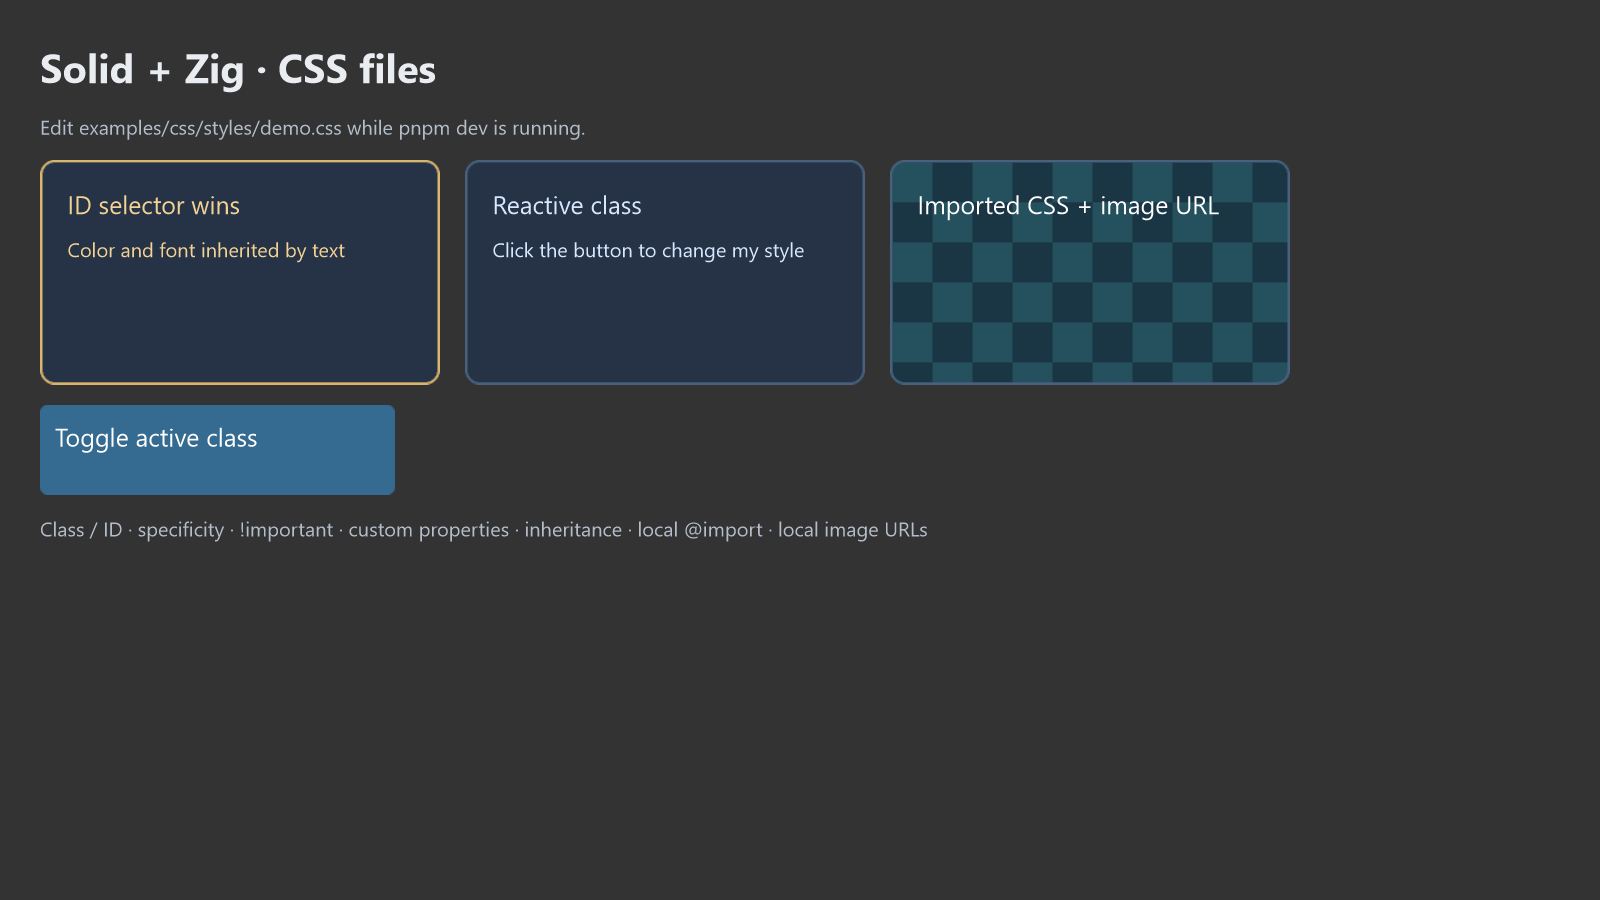 Solid + Zig · CSS files
Edit examples/css/styles/demo.css while pnpm dev is running.
ID selector wins
Color and font inherited by text
Reactive class
Click the button to change my style
Imported CSS + image URL
Toggle active class
Class / ID · specificity · !important · custom properties · inheritance · local @import · local image URLs